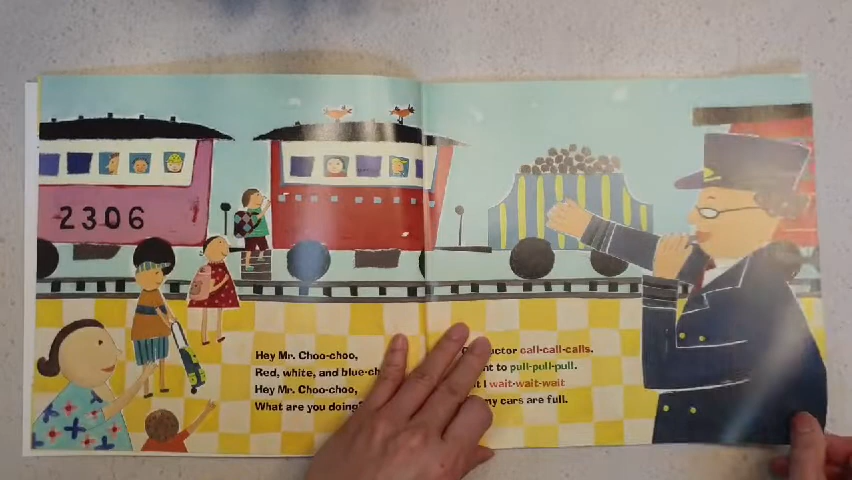 2306
Hey Mr. Choo-choo,
Red, white, and blue-ch
Hey Mr. Choo-choo,
What are you doing?
call-call-calls.
to pull-pull-pull.
I wait-wait-wait
my cars are full.